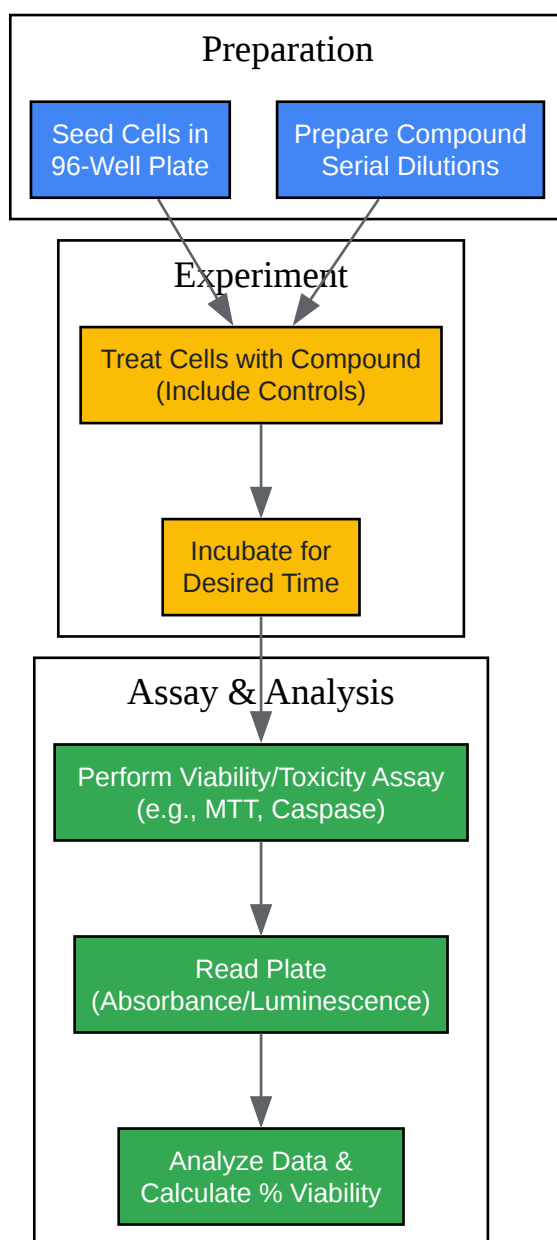 Preparation
Seed Cells in
96-Well Plate
Prepare Compound
Serial Dilutions
Experiment
Treat Cells with Compound
(Include Controls)
Incubate for
Desired Time
Assay & Analysis
Perform Viability/Toxicity Assay
(e.g., MTT, Caspase)
Read Plate
(Absorbance/Luminescence)
Analyze Data &
Calculate % Viability